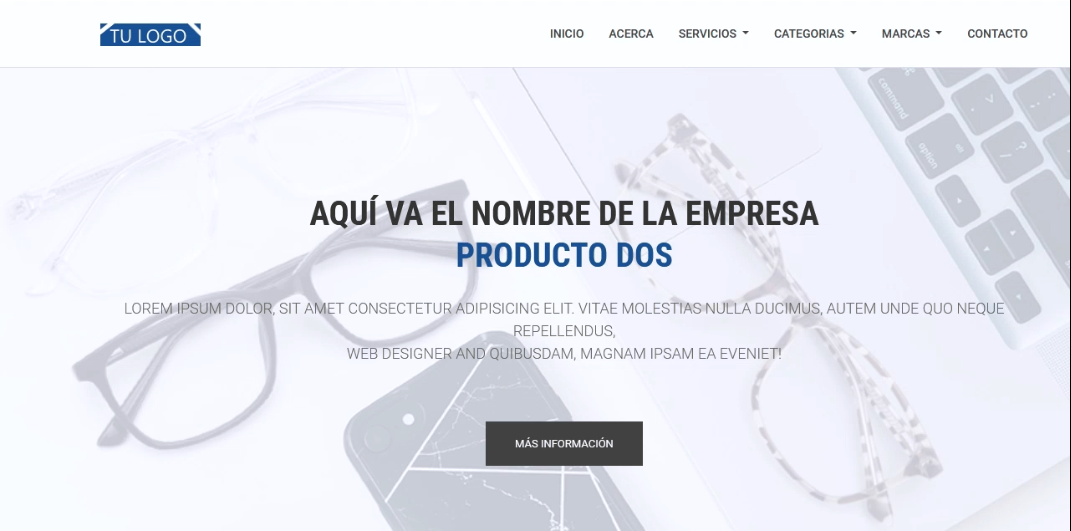 TU LOGO
INICIO ACERCA SERVICIOS CATEGORIAS MARCAS CONTACTO
command
option
AQUÍ VA EL NOMBRE DE LA EMPRESA
PRODUCTO DOS
LOREM IPSUM DOLOR, SIT AMET CONSECTETUR ADIPISICING ELIT. VITAE MOLESTIAS NULLA DUCIMUS, AUTEM UNDE QUO NEQUE
REPELLENDUS,
WEB DESIGNER AND QUIBUSDAM, MAGNAM IPSAM EA EVENIET!
MÁS INFORMACIÓN